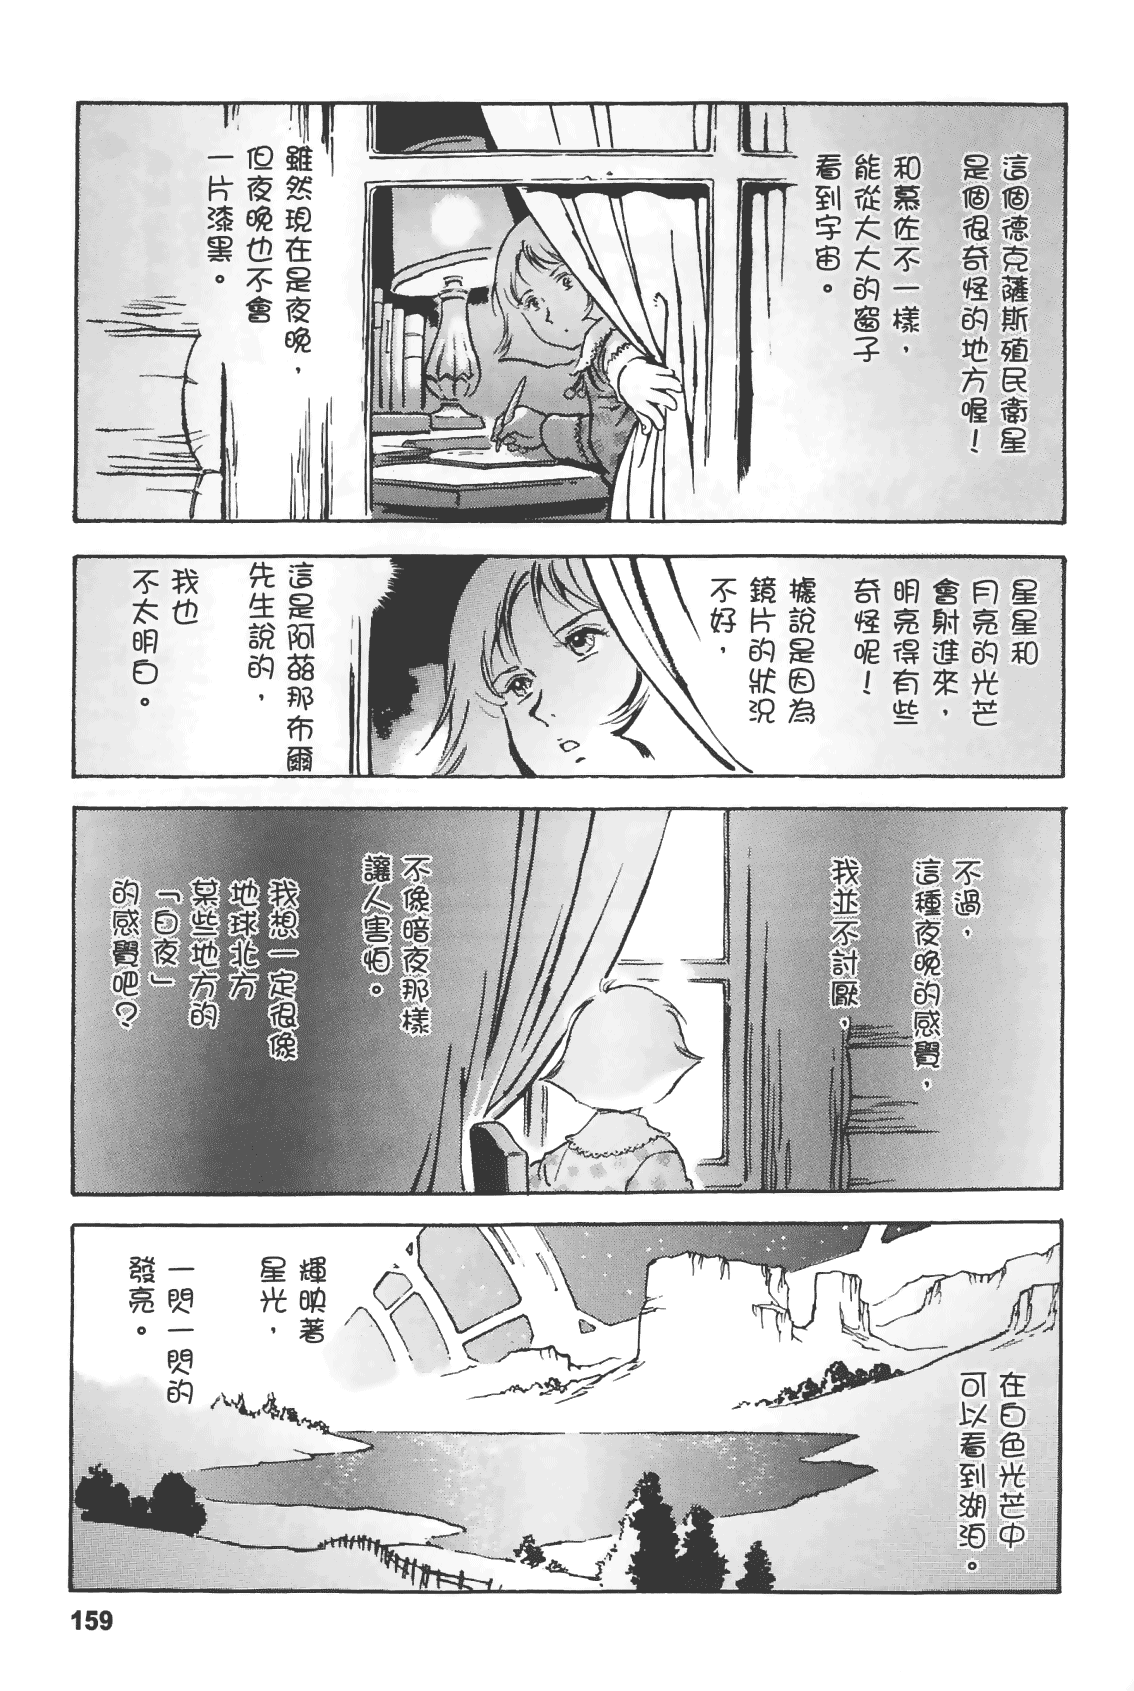 這個德克薩斯殖民衛星
是個很奇怪的地方喔！
和慕佐不一樣，
能從大大的窗子
看到宇宙。
雖然現在是夜晚，
但夜晚也不會
一片漆黑。
星星和
月亮的光芒
會射進來，
明亮得有些
奇怪呢！
據說是因為
鏡片的狀況
不好，
這是阿茲那布爾
先生說的，
我也
不太明白。
不過，
這種夜晚的感覺，
我並不討厭，
不像暗夜那樣
讓人害怕。
我想一定很像
地球北方
某些地方的
「白夜」
的感覺吧？
在白色光芒中
可以看到湖泊。
輝映著
星光，
一閃一閃的
發亮。
159